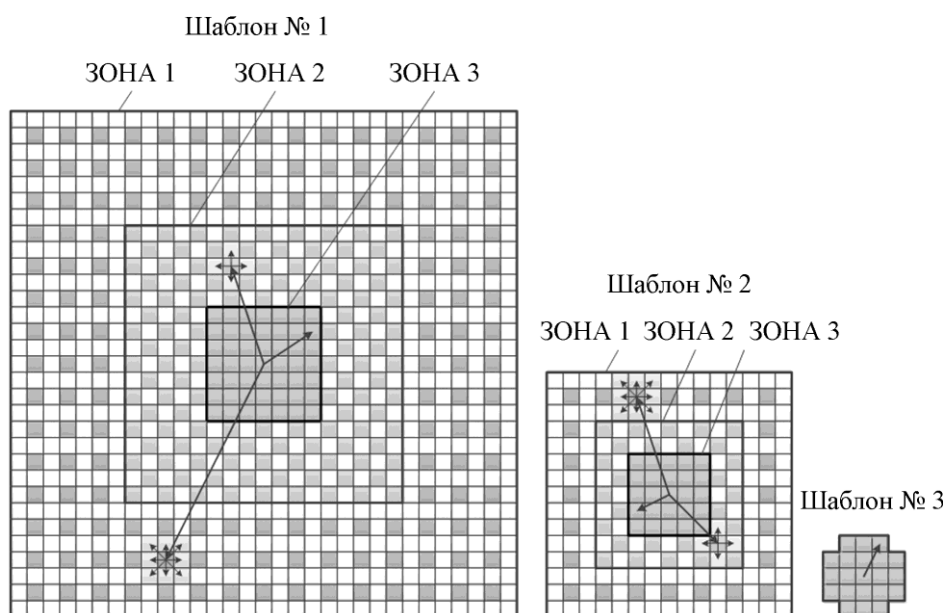 Шаблон № 1
ЗОНА 1 ЗОНА 2 ЗОНА 3
Шаблон № 2
ЗОНА 1 ЗОНА 2 ЗОНА 3
Шаблон № 3